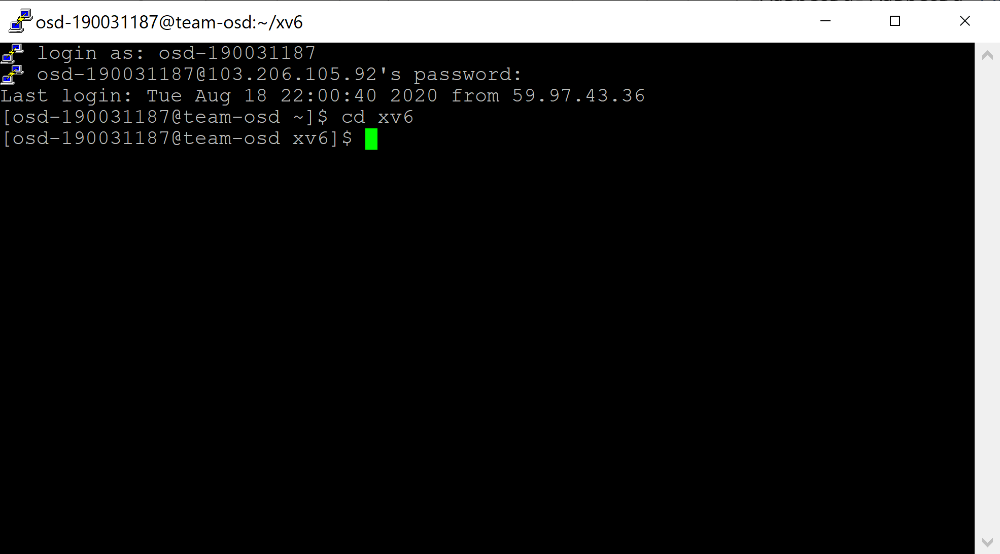 osd-190031187@team-osd:~/xv6
login as: osd-190031187
osd-190031187@103.206.105.92's password:
Last login: Tue Aug 18 22:00:40 2020 from 59.97.43.36
[osd-190031187@team-osd ~]$ cd xv6
[osd-190031187@team-osd xv6]$